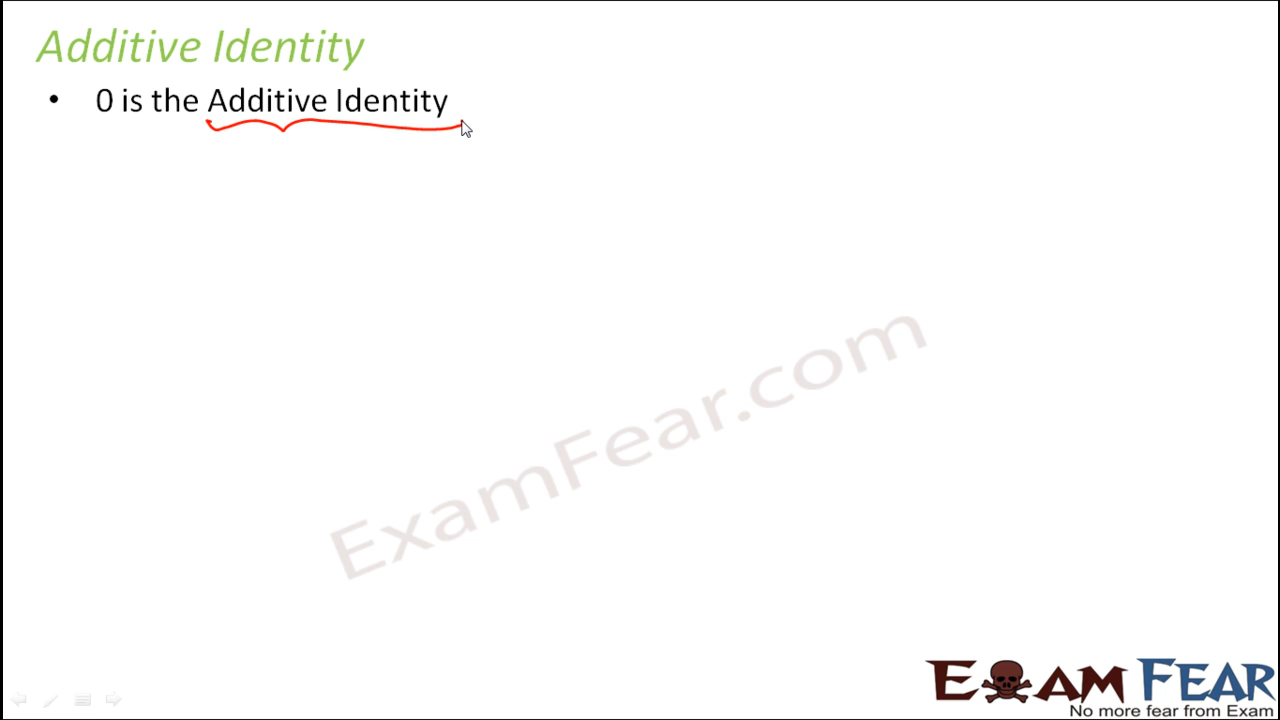 Additive Identity
• 0 is the Additive Identity
ExamFear.com
EXAM FEAR
No more fear from Exam